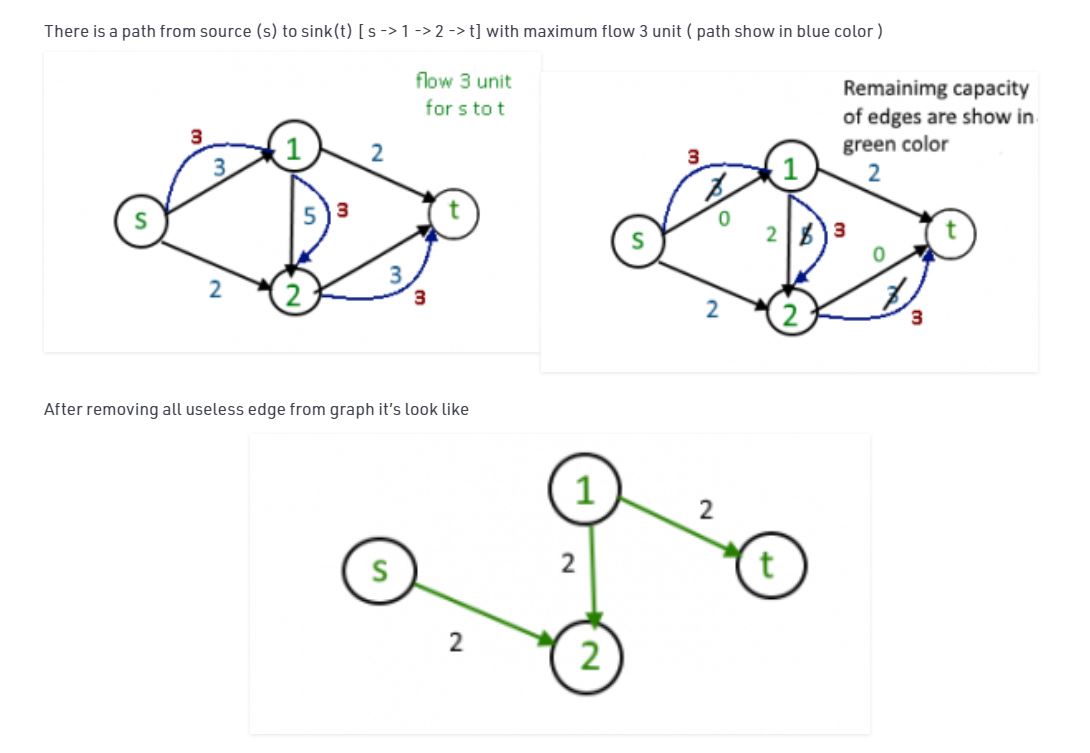 There is a path from source (s) to sink(t) [ s -> 1 -> 2 -> t] with maximum flow 3 unit ( path show in blue color )
flow 3 unit
for s to t
3
3
1
2
s
5
3
t
2
2
3
3
Remainimg capacity
of edges are show in
green color
3
3
0
1
2
s
2
5
3
t
0
2
2
3
3
After removing all useless edge from graph it's look like
1
2
s
2
t
2
2